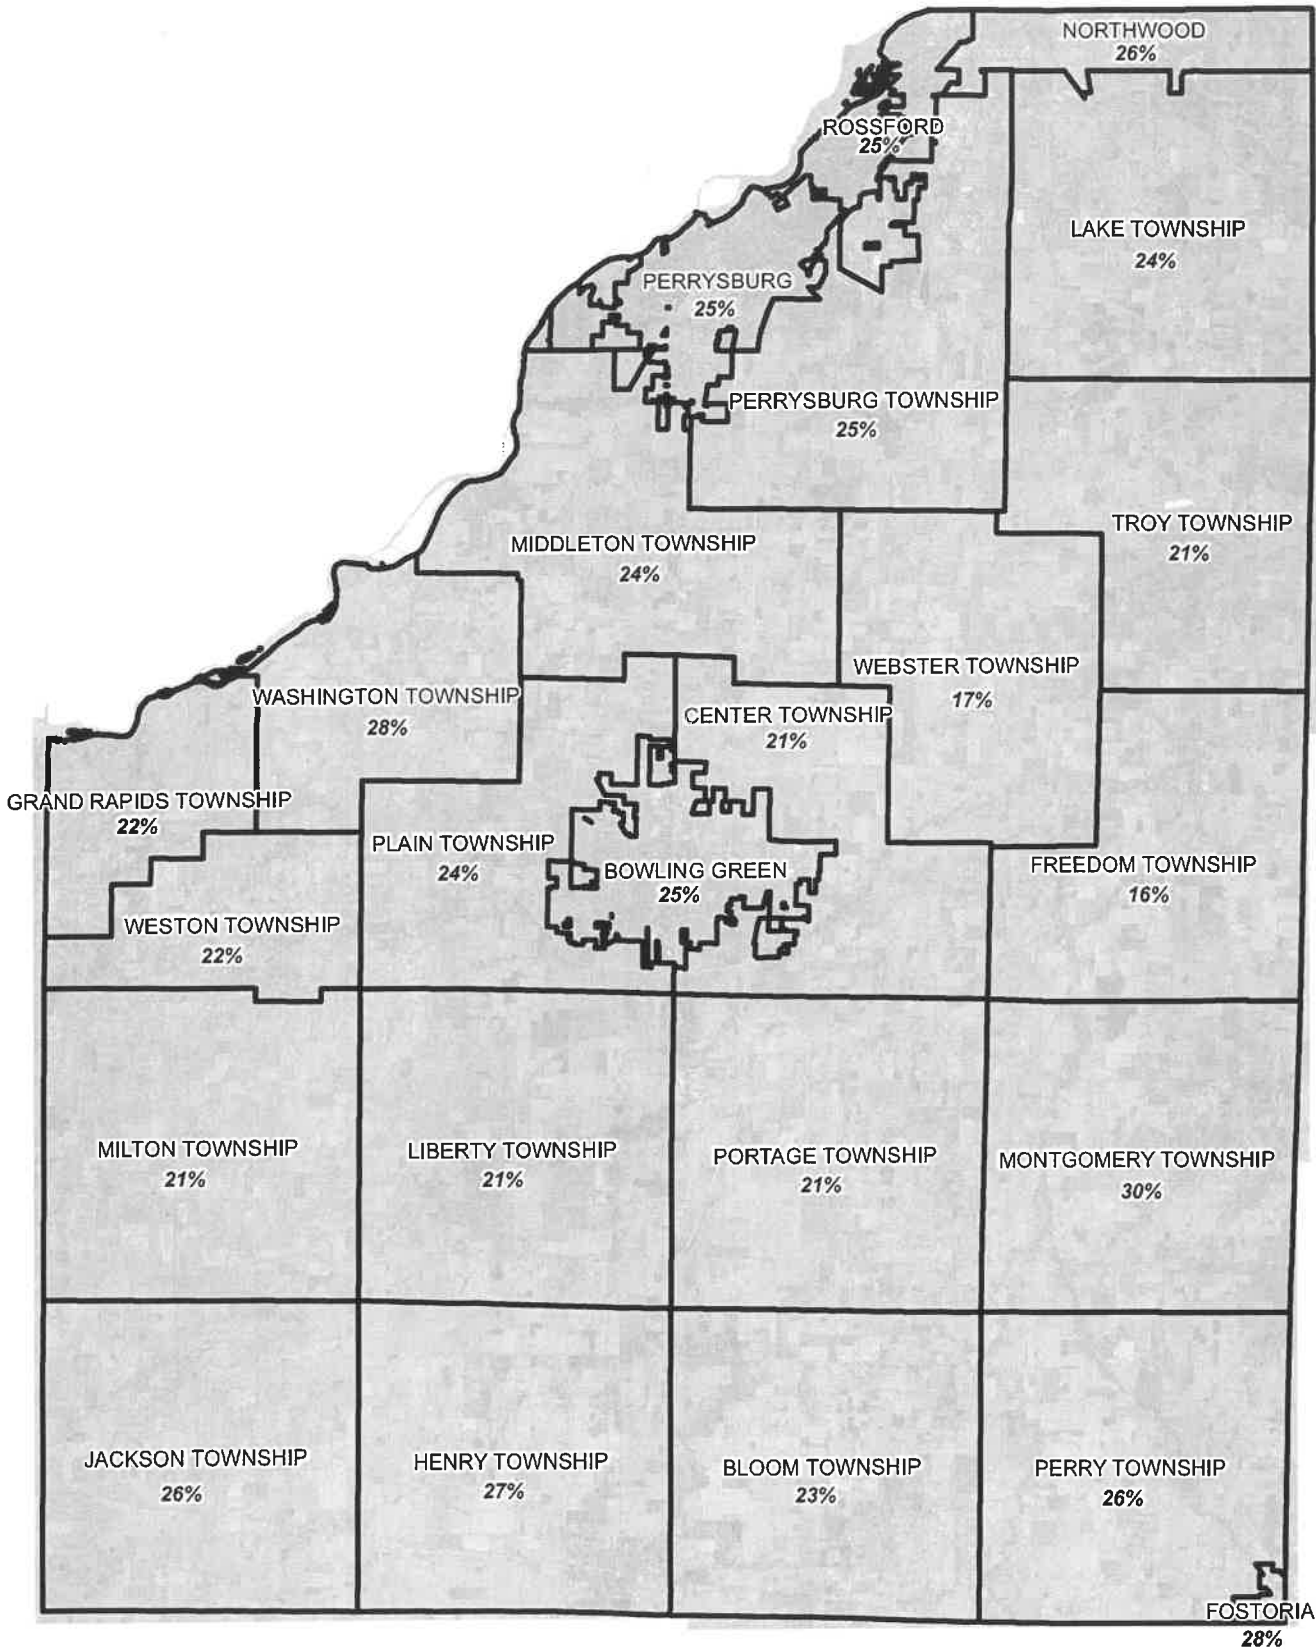 NORTHWOOD
26%
ROSSFORD
25%
LAKE TOWNSHIP
24%
PERRYSBURG
25%
PERRYSBURG TOWNSHIP
25%
TROY TOWNSHIP
21%
MIDDLETON TOWNSHIP
24%
WEBSTER TOWNSHIP
17%
WASHINGTON TOWNSHIP
28%
CENTER TOWNSHIP
21%
GRAND RAPIDS TOWNSHIP
22%
PLAIN TOWNSHIP
24%
BOWLING GREEN
25%
FREEDOM TOWNSHIP
16%
WESTON TOWNSHIP
22%
MILTON TOWNSHIP
21%
LIBERTY TOWNSHIP
21%
PORTAGE TOWNSHIP
21%
MONTGOMERY TOWNSHIP
30%
JACKSON TOWNSHIP
26%
HENRY TOWNSHIP
27%
BLOOM TOWNSHIP
23%
PERRY TOWNSHIP
26%
FOSTORIA
28%